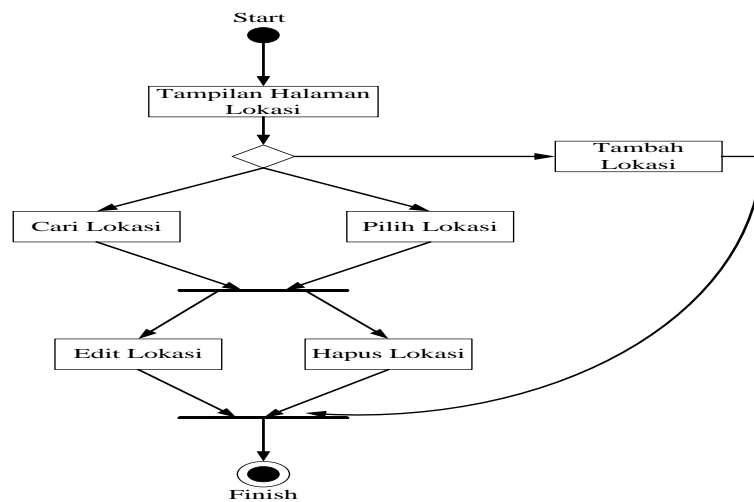 Start
Tampilan Halaman
Lokasi
Tambah
Lokasi
Cari Lokasi
Pilih Lokasi
Edit Lokasi
Hapus Lokasi
Finish